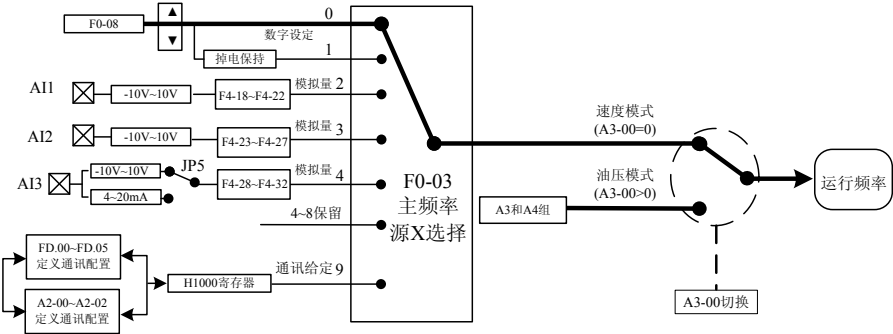 F0-08
▲
▼
0
数字设定
掉电保持
1
AI1
-10V~10V
F4-18~F4-22
模拟量 2
AI2
-10V~10V
F4-23~F4-27
模拟量 3
AI3
-10V~10V
4~20mA
JP5
F4-28~F4-32
模拟量 4
4~8保留
FD.00~FD.05
定义通讯配置
A2-00~A2-02
定义通讯配置
H1000寄存器
通讯给定 9
F0-03
主频率
源X选择
速度模式
(A3-00=0)
油压模式
(A3-00>0)
A3和A4组
A3-00切换
运行频率